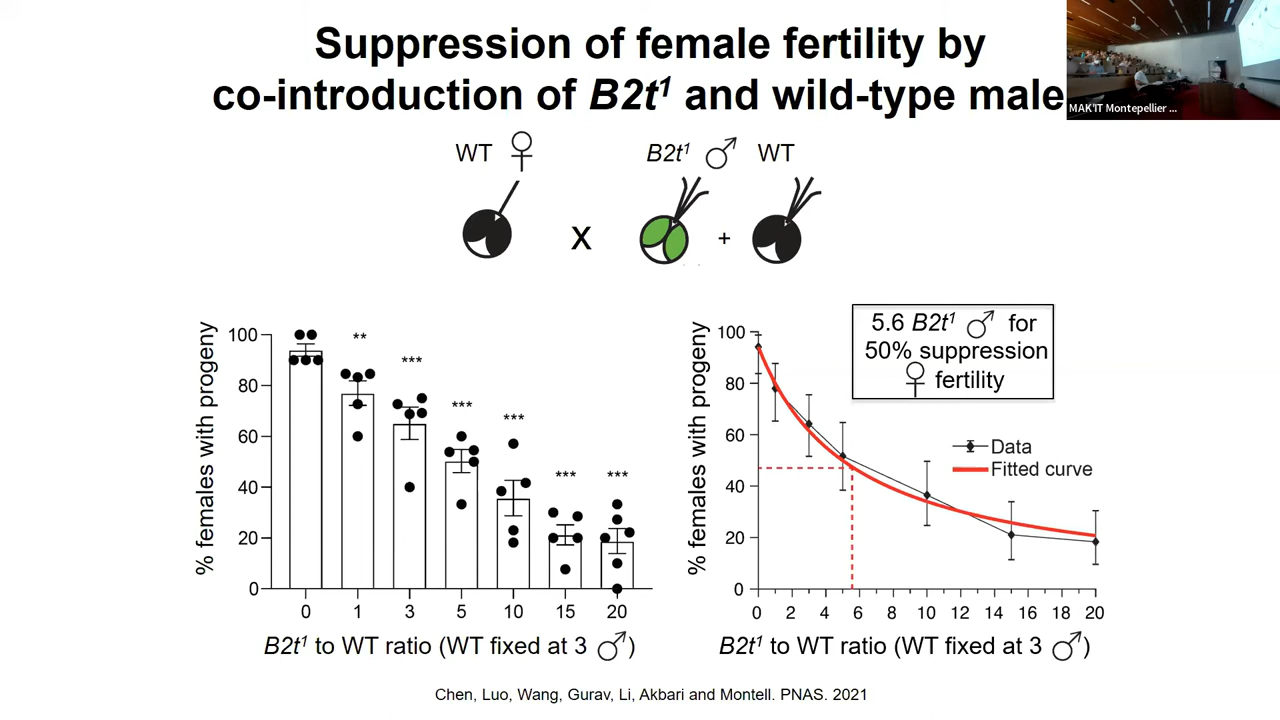 Suppression of female fertility by
co-introduction of B2t¹ and wild-type male
MAK'IT Montepellier ...
WT ♀
B2t¹ ♂ WT
X
+
% females with progeny
100
80
60
40
20
0
**
***
***
***
***
***
0 1 3 5 10 15 20
B2t¹ to WT ratio (WT fixed at 3 ♂)
% females with progeny
100
80
60
40
20
0
5.6 B2t¹ ♂ for
50% suppression
♀ fertility
Data
Fitted curve
0 2 4 6 8 10 12 14 16 18 20
B2t¹ to WT ratio (WT fixed at 3 ♂)
Chen, Luo, Wang, Gurav, Li, Akbari and Montell. PNAS. 2021